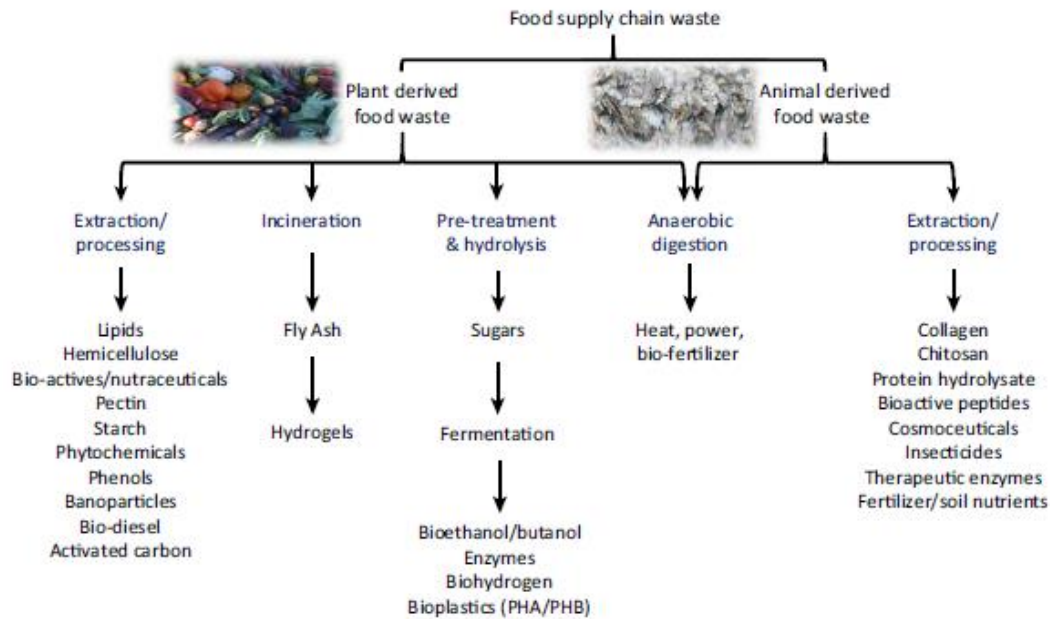 Food supply chain waste
Plant derived
food waste
Animal derived
food waste
Extraction/
processing
Incineration
Pre-treatment
& hydrolysis
Anaerobic
digestion
Extraction/
processing
Lipids
Hemicellulose
Bio-actives/nutraceuticals
Pectin
Starch
Phytochemicals
Phenols
Banoparticles
Bio-diesel
Activated carbon
Fly Ash
Hydrogels
Sugars
Fermentation
Bioethanol/butanol
Enzymes
Biohydrogen
Bioplastics (PHA/PHB)
Heat, power,
bio-fertilizer
Collagen
Chitosan
Protein hydrolysate
Bioactive peptides
Cosmoceuticals
Insecticides
Therapeutic enzymes
Fertilizer/soil nutrients